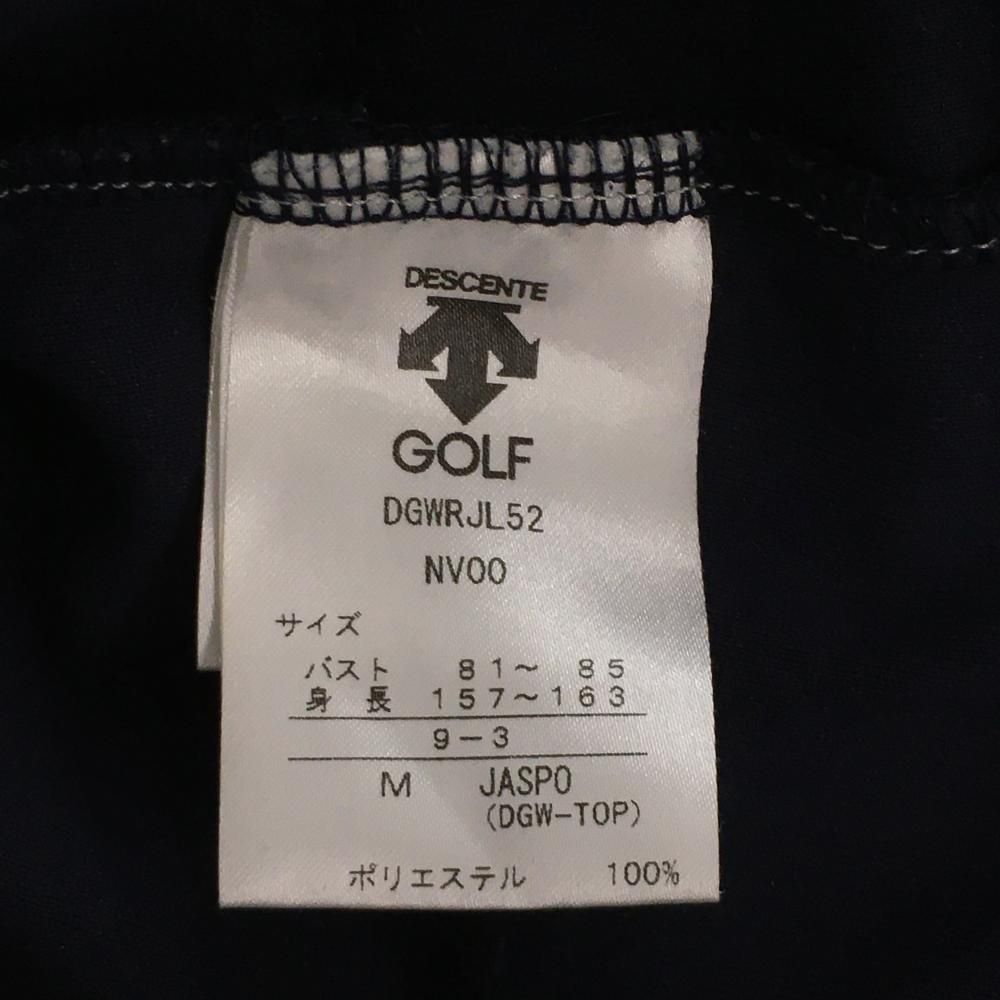 DESCENTE
GOLF
DGWRJL52
NV00
サイズ
バスト 81～ 85
身 長 157～163
9－3
M JASPO
(DGW-TOP)
ポリエステル 100%